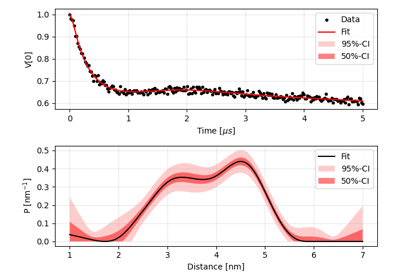 1.0
0.9
0.8
0.7
0.6
V[0]
Data
Fit
95%-CI
50%-CI
0 1 2 3 4 5
Time [μs]
0.5
0.4
0.3
0.2
0.1
0.0
P [nm⁻¹]
Fit
95%-CI
50%-CI
1 2 3 4 5 6 7
Distance [nm]